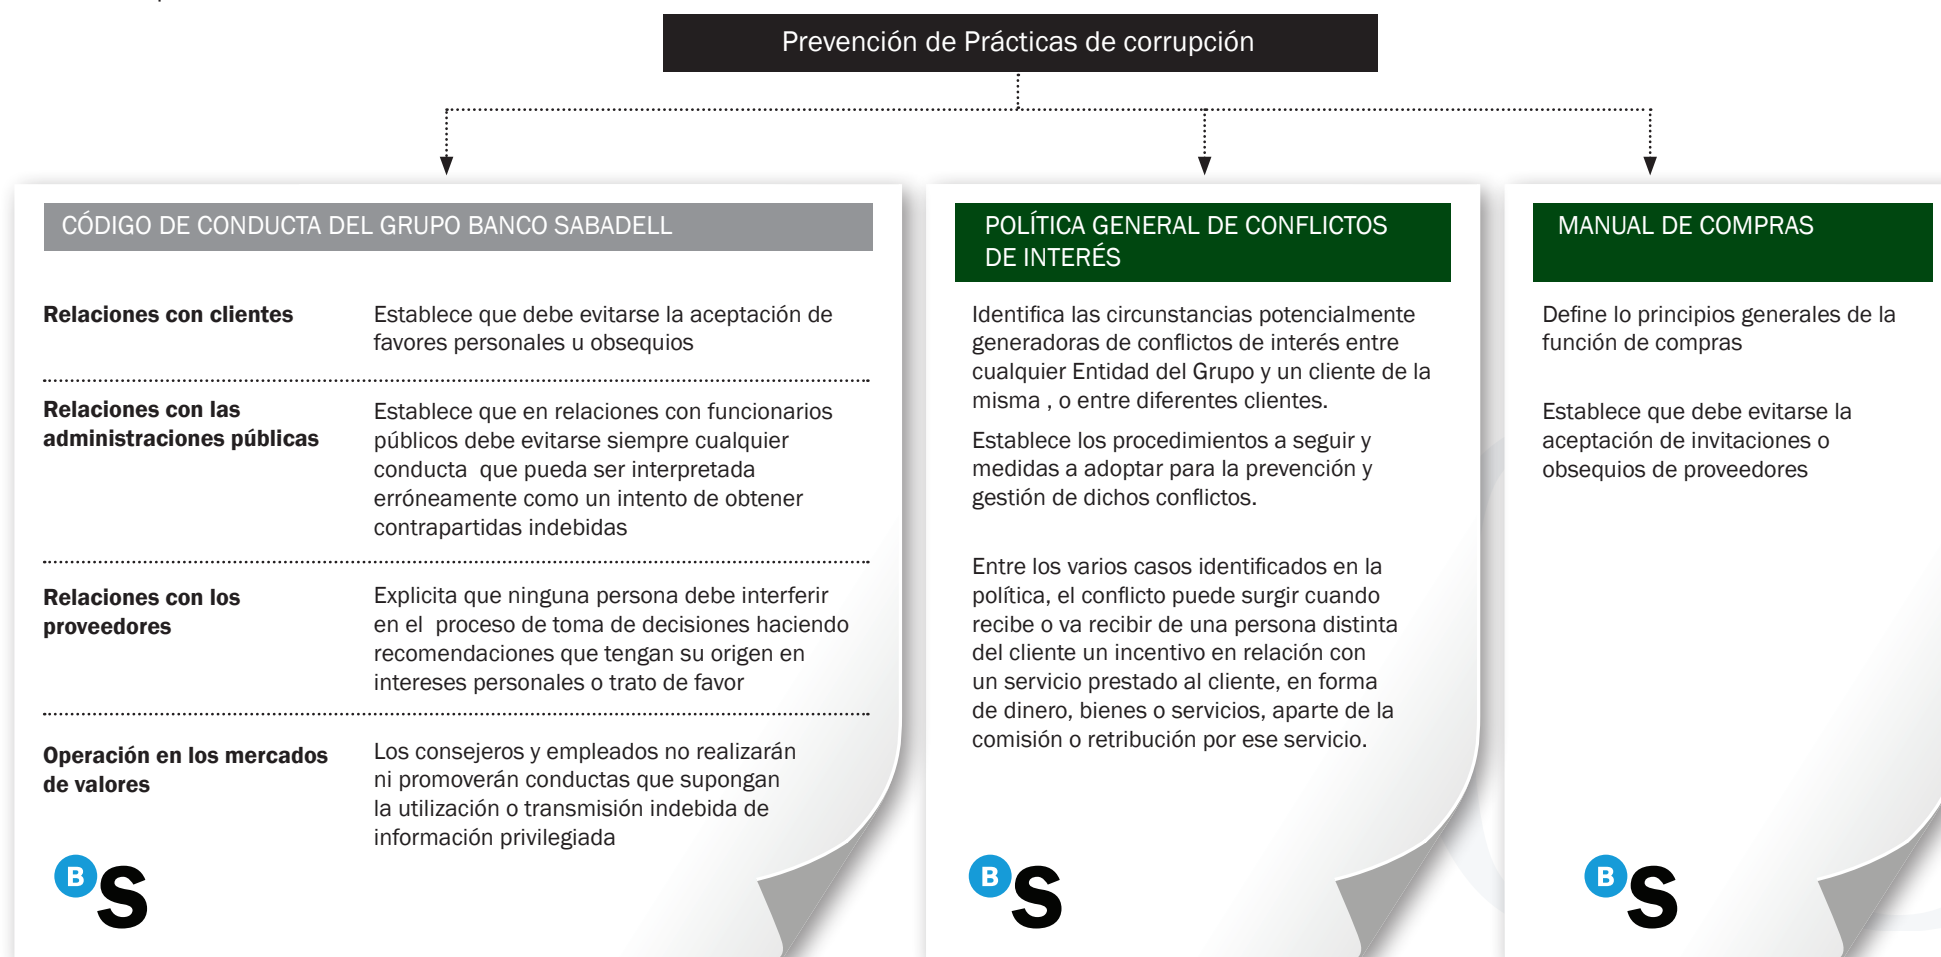 Prevención de Prácticas de corrupción
CÓDIGO DE CONDUCTA DEL GRUPO BANCO SABADELL
Relaciones con clientes
Establece que debe evitarse la aceptación de
favores personales u obsequios
Relaciones con las
administraciones públicas
Establece que en relaciones con funcionarios
públicos debe evitarse siempre cualquier
conducta que pueda ser interpretada
erróneamente como un intento de obtener
contrapartidas indebidas
Relaciones con los
proveedores
Explicita que ninguna persona debe interferir
en el proceso de toma de decisiones haciendo
recomendaciones que tengan su origen en
intereses personales o trato de favor
Operación en los mercados
de valores
Los consejeros y empleados no realizarán
ni promoverán conductas que supongan
la utilización o transmisión indebida de
información privilegiada
B S
POLÍTICA GENERAL DE CONFLICTOS
DE INTERÉS
Identifica las circunstancias potencialmente
generadoras de conflictos de interés entre
cualquier Entidad del Grupo y un cliente de la
misma , o entre diferentes clientes.
Establece los procedimientos a seguir y
medidas a adoptar para la prevención y
gestión de dichos conflictos.
Entre los varios casos identificados en la
política, el conflicto puede surgir cuando
recibe o va recibir de una persona distinta
del cliente un incentivo en relación con
un servicio prestado al cliente, en forma
de dinero, bienes o servicios, aparte de la
comisión o retribución por ese servicio.
B S
MANUAL DE COMPRAS
Define lo principios generales de la
función de compras
Establece que debe evitarse la
aceptación de invitaciones o
obsequios de proveedores
B S